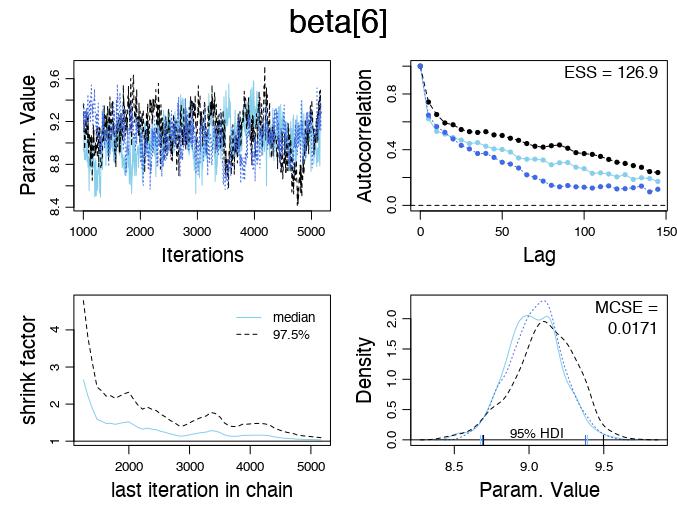 beta[6]
Param. Value
8.4
8.8
9.2
9.6
1000
2000
3000
4000
5000
Iterations
Autocorrelation
0.0
0.4
0.8
ESS = 126.9
0
50
100
150
Lag
shrink factor
1
2
3
4
median
97.5%
2000
3000
4000
5000
last iteration in chain
Density
0.0
0.5
1.0
1.5
2.0
MCSE =
0.0171
95% HDI
8.5
9.0
9.5
Param. Value